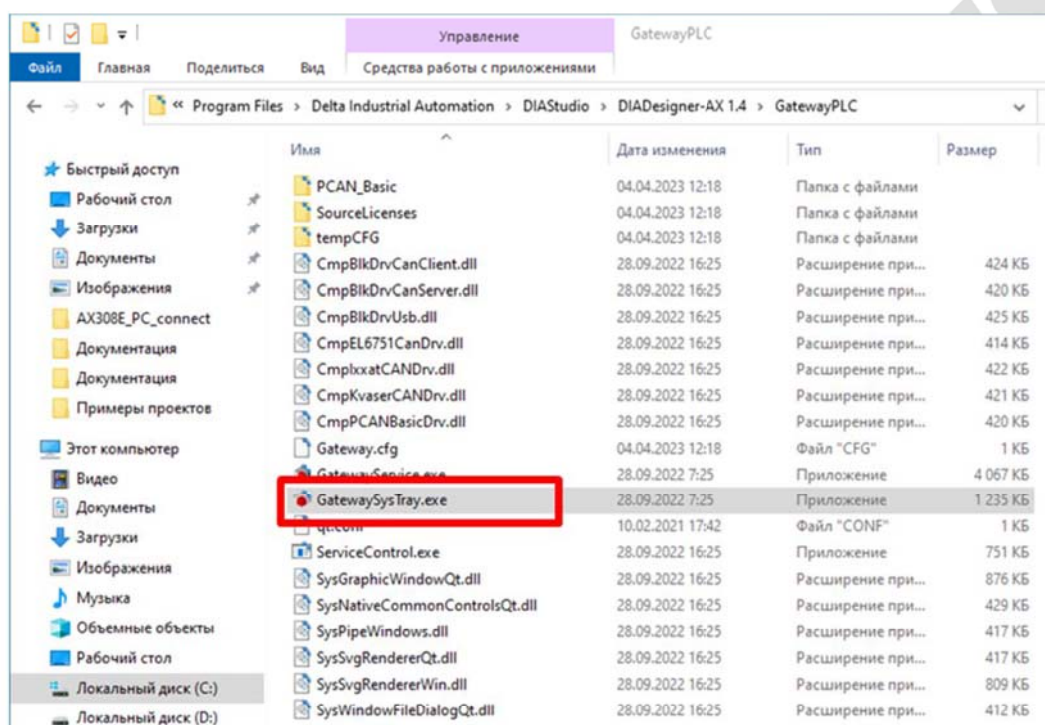 Управление GatewayPLC
Файл Главная Поделиться Вид Средства работы с приложениями
« Program Files › Delta Industrial Automation › DIAStudio › DIADesigner-AX 1.4 › GatewayPLC
Имя Дата изменения Тип Размер
Быстрый доступ
Рабочий стол
Загрузки
Документы
Изображения
AX308E_PC_connect
Документация
Документация
Примеры проектов
Этот компьютер
Видео
Документы
Загрузки
Изображения
Музыка
Объемные объекты
Рабочий стол
Локальный диск (C:)
Локальный диск (D:)
PCAN_Basic 04.04.2023 12:18 Папка с файлами
SourceLicenses 04.04.2023 12:18 Папка с файлами
tempCFG 04.04.2023 12:18 Папка с файлами
CmpBlkDrvCanClient.dll 28.09.2022 16:25 Расширение при... 424 КБ
CmpBlkDrvCanServer.dll 28.09.2022 16:25 Расширение при... 420 КБ
CmpBlkDrvUsb.dll 28.09.2022 16:25 Расширение при... 425 КБ
CmpEL6751CanDrv.dll 28.09.2022 16:25 Расширение при... 414 КБ
CmpIxxatCANDrv.dll 28.09.2022 16:25 Расширение при... 422 КБ
CmpKvaserCANDrv.dll 28.09.2022 16:25 Расширение при... 421 КБ
CmpPCANBasicDrv.dll 28.09.2022 16:25 Расширение при... 420 КБ
Gateway.cfg 04.04.2023 12:18 Файл "CFG" 1 КБ
GatewayService.exe 28.09.2022 7:25 Приложение 4 067 КБ
GatewaySysTray.exe 28.09.2022 7:25 Приложение 1 235 КБ
qt.conf 10.02.2021 17:42 Файл "CONF" 1 КБ
ServiceControl.exe 28.09.2022 16:25 Приложение 751 КБ
SysGraphicWindowQt.dll 28.09.2022 16:25 Расширение при... 876 КБ
SysNativeCommonControlsQt.dll 28.09.2022 16:25 Расширение при... 429 КБ
SysPipeWindows.dll 28.09.2022 16:25 Расширение при... 417 КБ
SysSvgRendererQt.dll 28.09.2022 16:25 Расширение при... 417 КБ
SysSvgRendererWin.dll 28.09.2022 16:25 Расширение при... 809 КБ
SysWindowFileDialogQt.dll 28.09.2022 16:25 Расширение при... 412 КБ